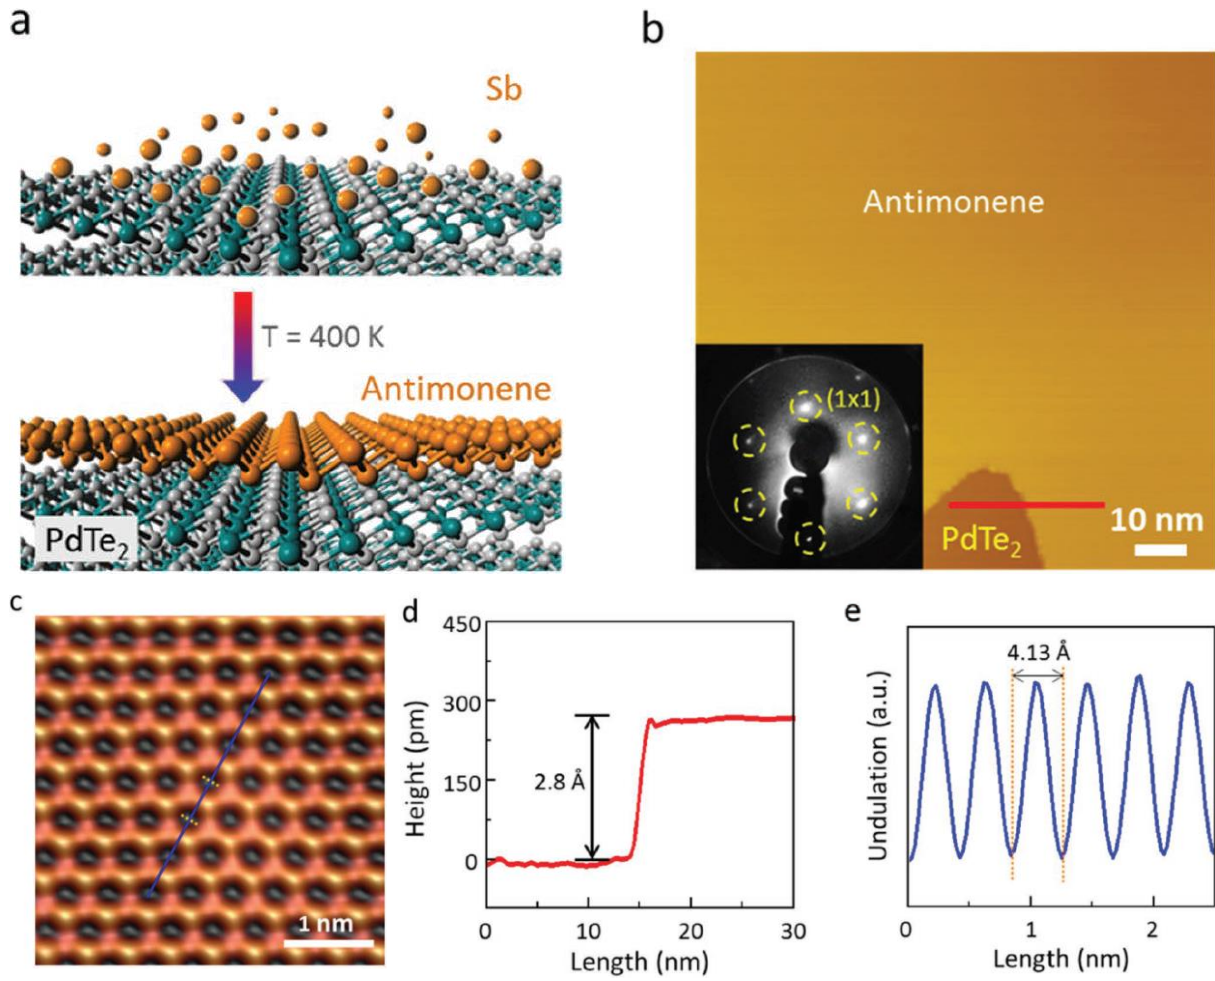 a
Sb
T = 400 K
Antimonene
PdTe₂
b
Antimonene
(1x1)
PdTe₂
10 nm
c
1 nm
d
450
300
150
0
Height (pm)
2.8 Å
0 10 20 30
Length (nm)
e
4.13 Å
Undulation (a.u.)
0 1 2
Length (nm)